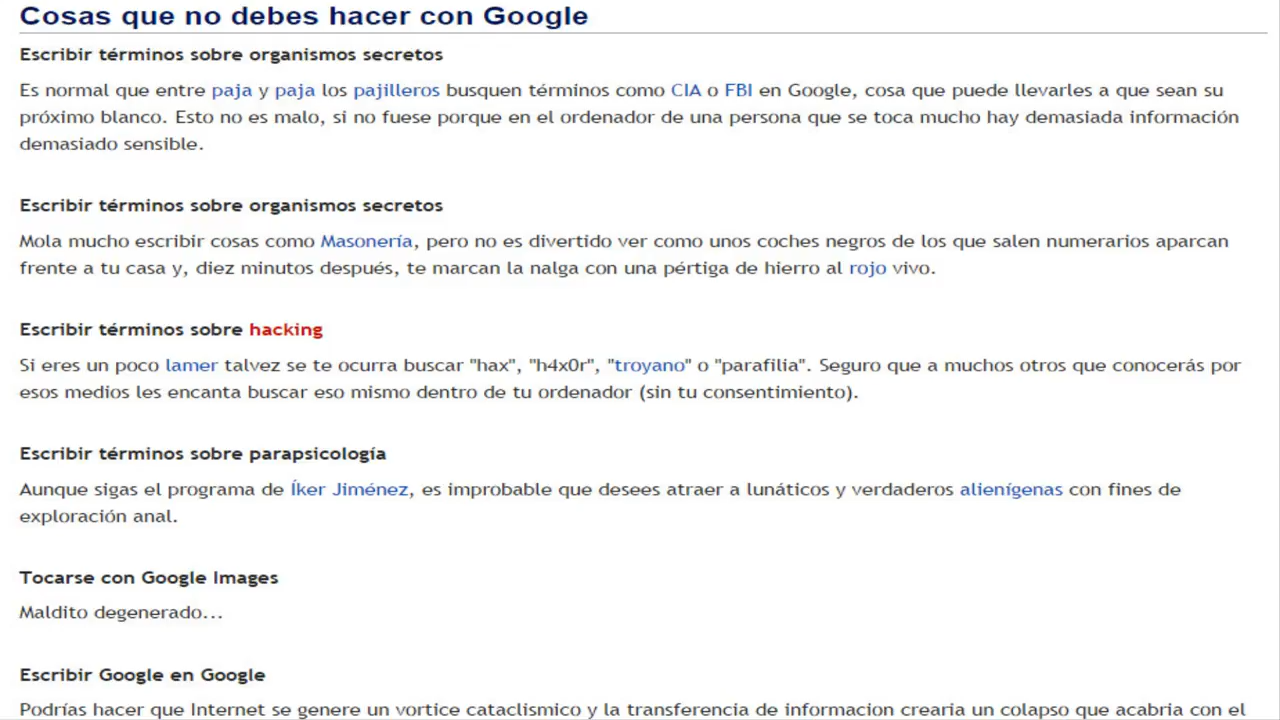 Cosas que no debes hacer con Google
Escribir términos sobre organismos secretos
Es normal que entre paja y paja los pajilleros busquen términos como CIA o FBI en Google, cosa que puede llevarles a que sean su
próximo blanco. Esto no es malo, si no fuese porque en el ordenador de una persona que se toca mucho hay demasiada información
demasiado sensible.
Escribir términos sobre organismos secretos
Mola mucho escribir cosas como Masonería, pero no es divertido ver como unos coches negros de los que salen numerarios aparcan
frente a tu casa y, diez minutos después, te marcan la nalga con una pértiga de hierro al rojo vivo.
Escribir términos sobre hacking
Si eres un poco lamer talvez se te ocurra buscar "hax", "h4x0r", "troyano" o "parafilia". Seguro que a muchos otros que conocerás por
esos medios les encanta buscar eso mismo dentro de tu ordenador (sin tu consentimiento).
Escribir términos sobre parapsicología
Aunque sigas el programa de Íker Jiménez, es improbable que desees atraer a lunáticos y verdaderos alienígenas con fines de
exploración anal.
Tocarse con Google Images
Maldito degenerado...
Escribir Google en Google
Podrías hacer que Internet se genere un vortice cataclismico y la transferencia de informacion crearia un colapso que acabria con el